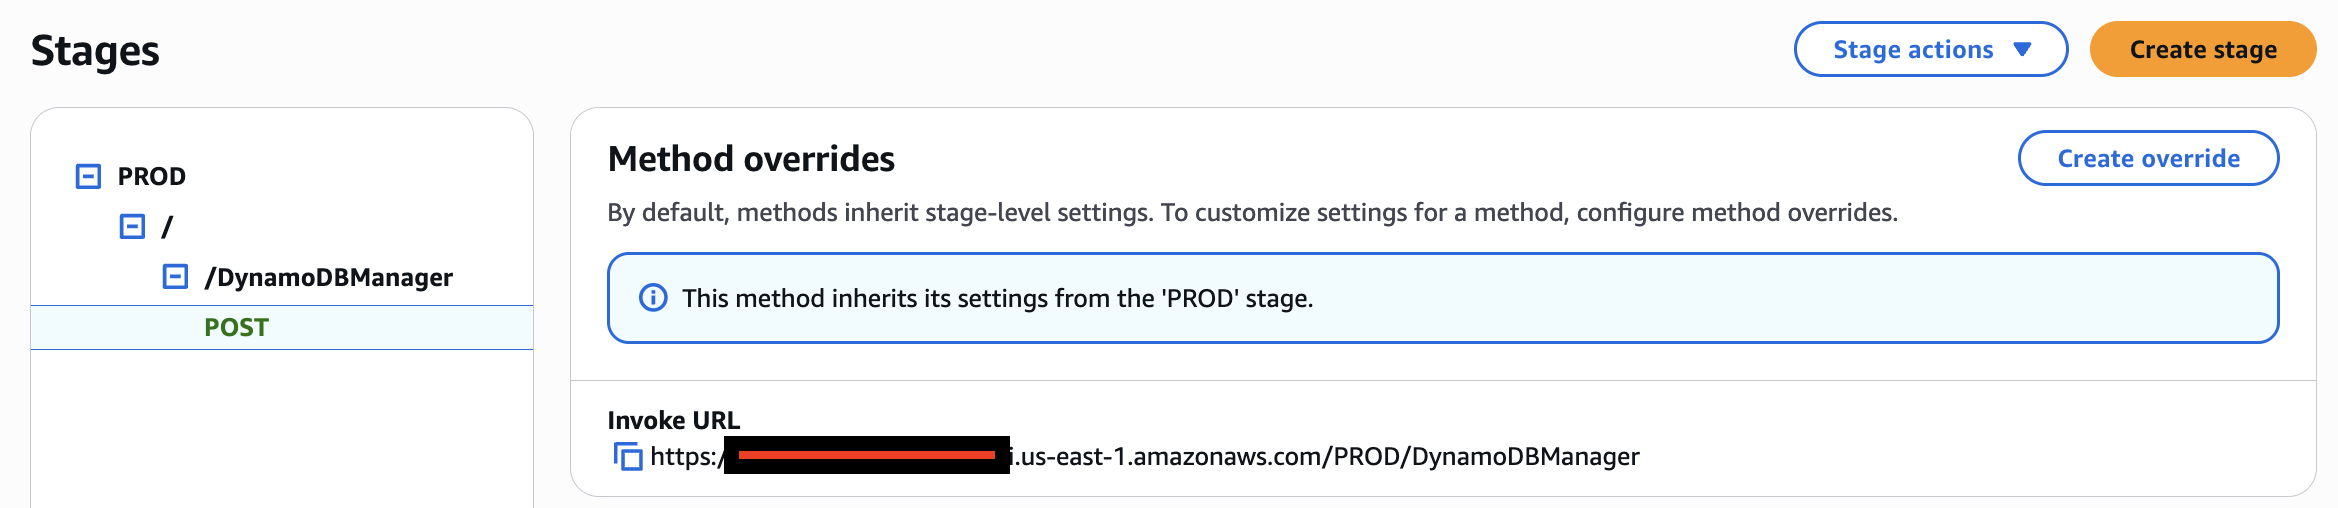 Stages
Stage actions
Create stage
PROD
/
/DynamoDBManager
POST
Method overrides
Create override
By default, methods inherit stage-level settings. To customize settings for a method, configure method overrides.
This method inherits its settings from the 'PROD' stage.
Invoke URL
https:/ i.us-east-1.amazonaws.com/PROD/DynamoDBManager